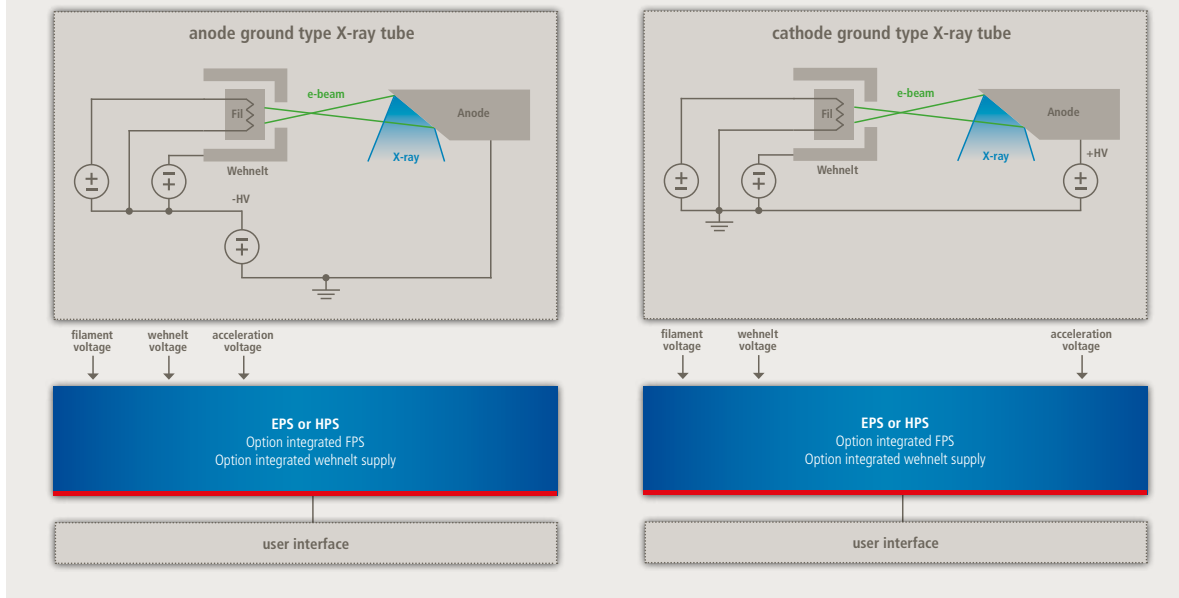 anode ground type X-ray tube
Fil
e-beam
Anode
X-ray
Wehnelt
-HV
filament
voltage
wehnelt
voltage
acceleration
voltage
EPS or HPS
Option integrated FPS
Option integrated wehnelt supply
user interface
cathode ground type X-ray tube
Fil
e-beam
Anode
X-ray
+HV
Wehnelt
filament
voltage
wehnelt
voltage
acceleration
voltage
EPS or HPS
Option integrated FPS
Option integrated wehnelt supply
user interface